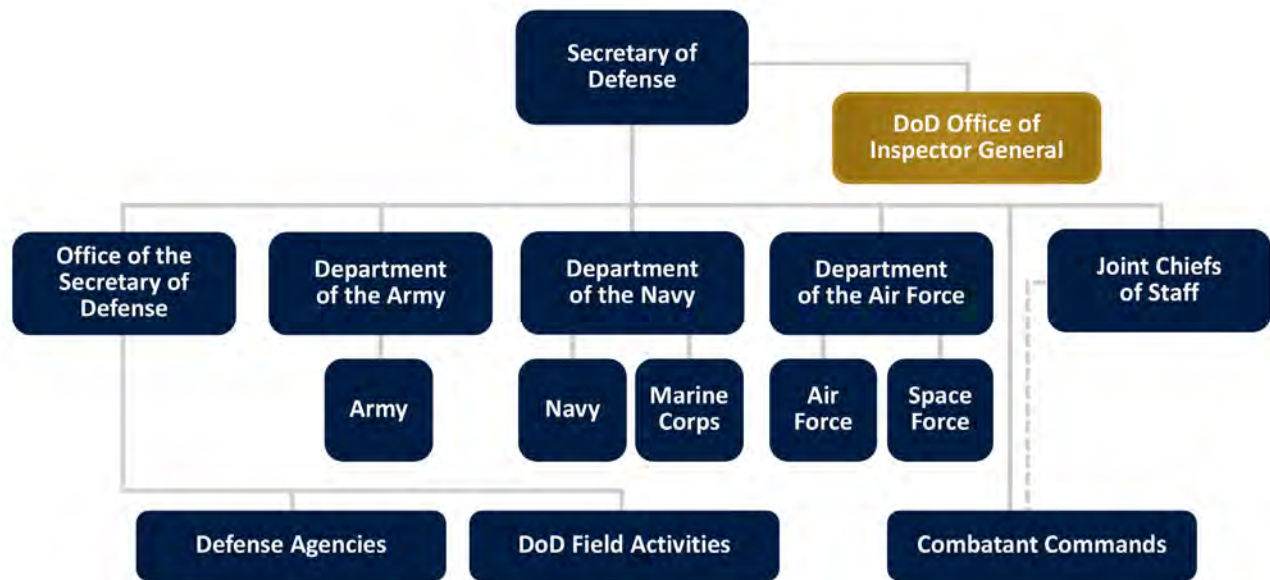 Secretary of
Defense
DoD Office of
Inspector General
Office of the
Secretary of
Defense
Department
of the Army
Department
of the Navy
Department
of the Air Force
Joint Chiefs
of Staff
Army
Navy
Marine
Corps
Air
Force
Space
Force
Defense Agencies
DoD Field Activities
Combatant Commands